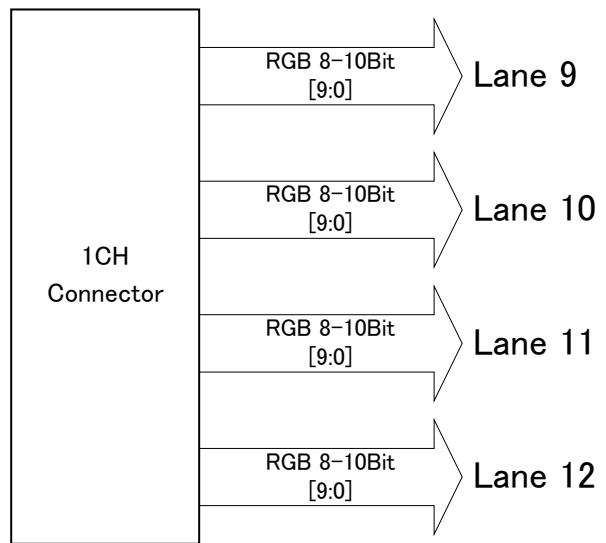 RGB 8-10Bit
[9:0]
Lane 9
RGB 8-10Bit
[9:0]
Lane 10
1CH
Connector
RGB 8-10Bit
[9:0]
Lane 11
RGB 8-10Bit
[9:0]
Lane 12